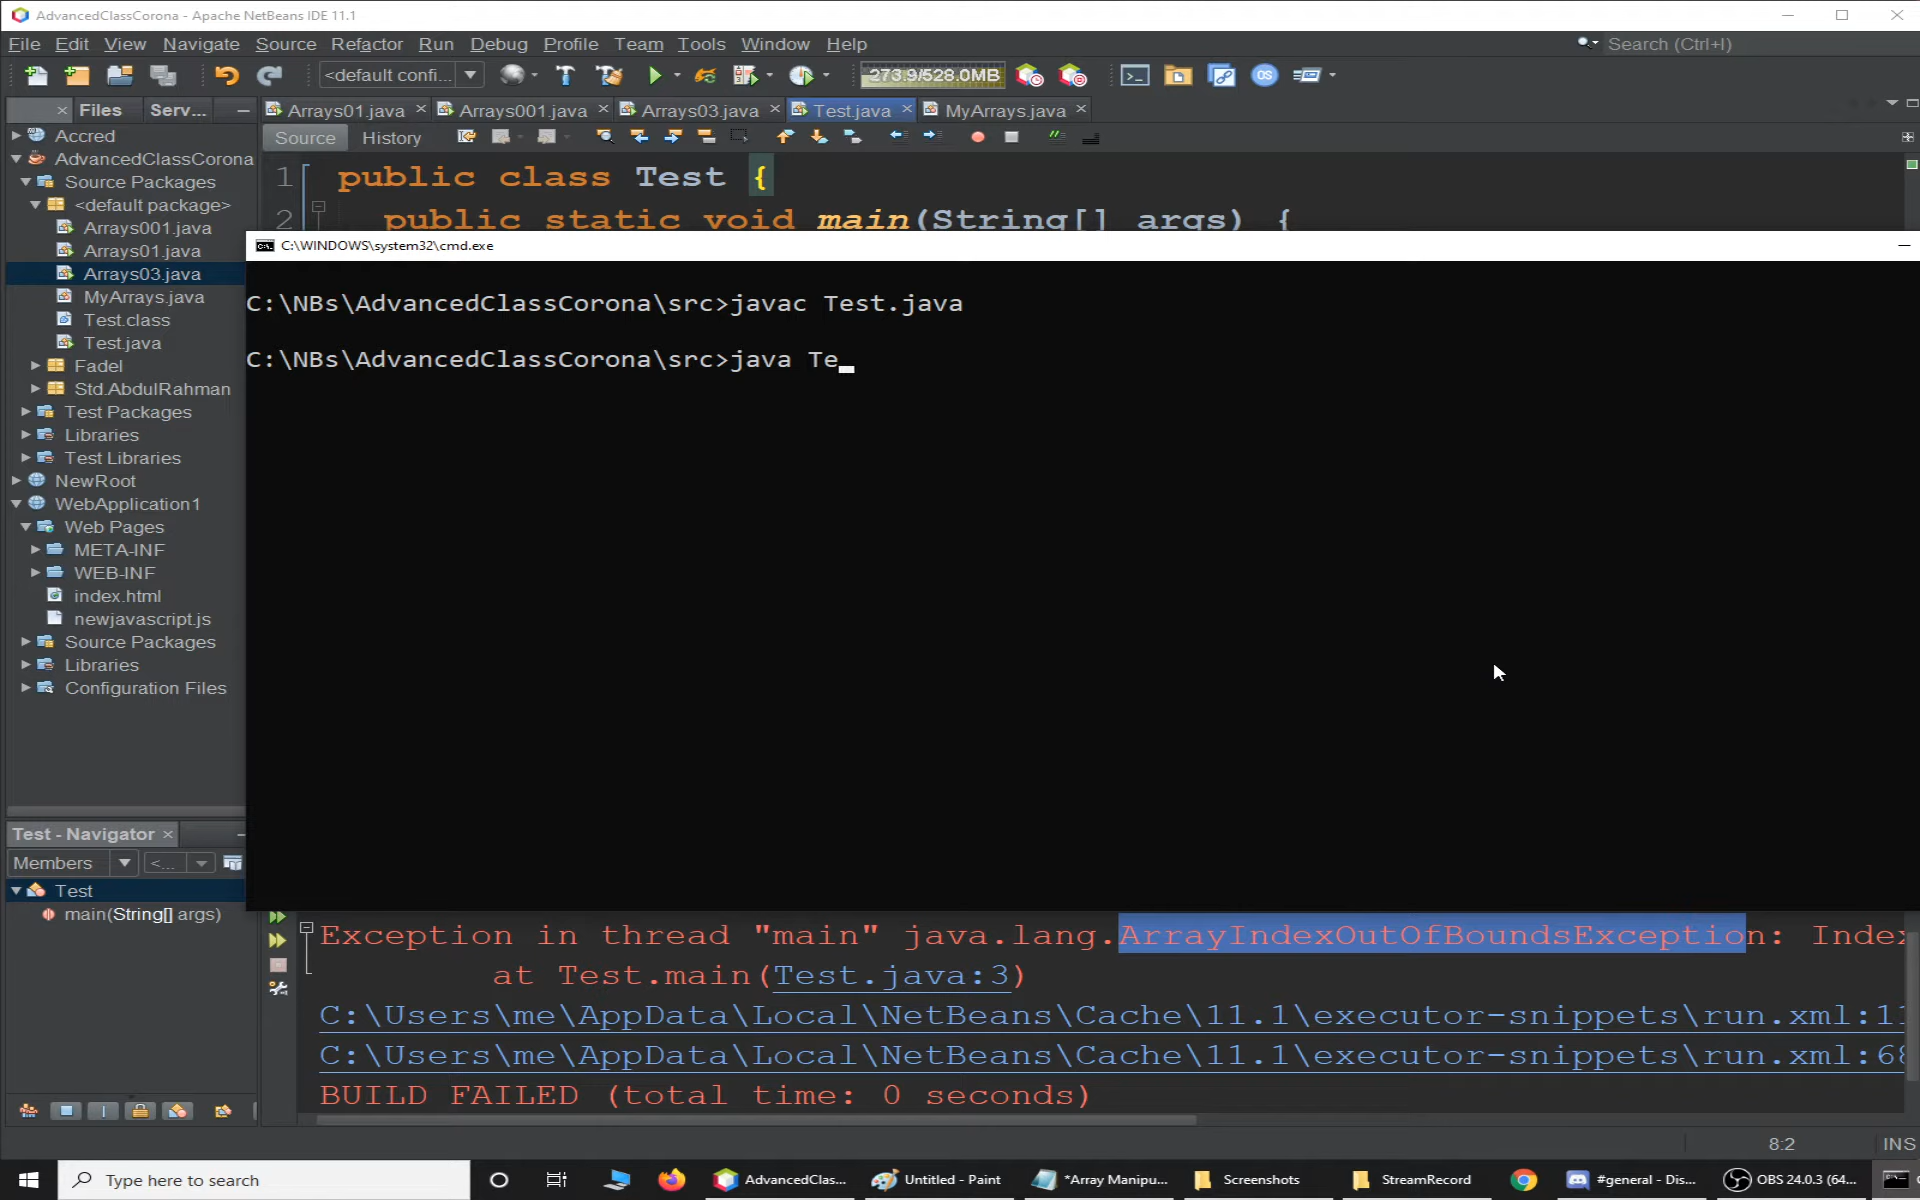 AdvancedClassCorona - Apache NetBeans IDE 11.1
File Edit View Navigate Source Refactor Run Debug Profile Team Tools Window Help
Search (Ctrl+I)
<default confi...
273.9/528.0MB
Files Serv...
Arrays01.java Arrays001.java Arrays03.java Test.java MyArrays.java
Source History
Accred
AdvancedClassCorona
Source Packages
<default package>
Arrays001.java
Arrays01.java
Arrays03.java
MyArrays.java
Test.class
Test.java
Fadel
Std.AbdulRahman
Test Packages
Libraries
Test Libraries
NewRoot
WebApplication1
Web Pages
META-INF
WEB-INF
index.html
newjavascript.js
Source Packages
Libraries
Configuration Files
1 public class Test {
2 public static void main(String[] args) {
C:\WINDOWS\system32\cmd.exe
C:\NBs\AdvancedClassCorona\src>javac Test.java
C:\NBs\AdvancedClassCorona\src>java Te_
Test - Navigator
Members <...
Test
main(String[] args)
Exception in thread "main" java.lang.ArrayIndexOutOfBoundsException: Index
at Test.main(Test.java:3)
C:\Users\me\AppData\Local\NetBeans\Cache\11.1\executor-snippets\run.xml:11
C:\Users\me\AppData\Local\NetBeans\Cache\11.1\executor-snippets\run.xml:68
BUILD FAILED (total time: 0 seconds)
8:2 INS
Type here to search
AdvancedClas...
Untitled - Paint
*Array Manipu...
Screenshots
StreamRecord
#general - Dis...
OBS 24.0.3 (64...